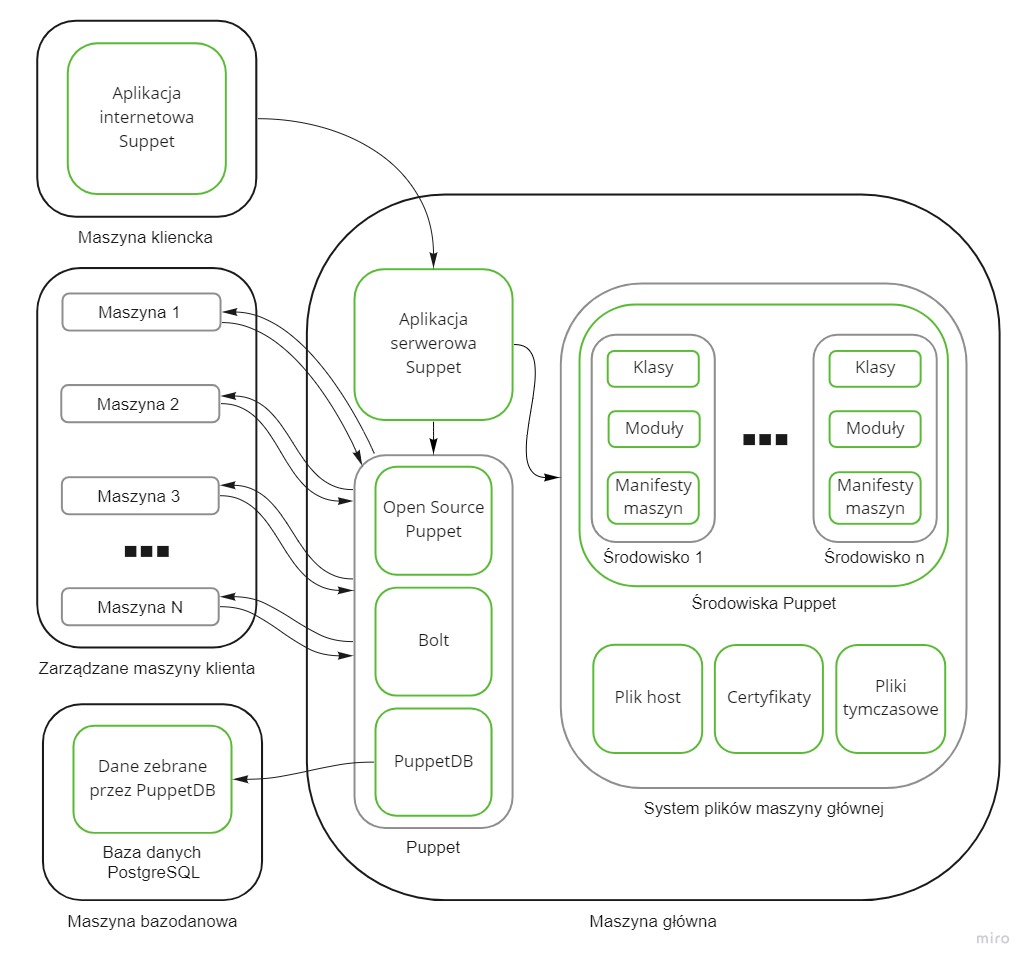 Aplikacja
internetowa
Suppet
Maszyna kliencka
Maszyna 1
Maszyna 2
Maszyna 3
Maszyna N
Zarządzane maszyny klienta
Dane zebrane
przez PuppetDB
Baza danych
PostgreSQL
Maszyna bazodanowa
Aplikacja
serwerowa
Suppet
Open Source
Puppet
Bolt
PuppetDB
Puppet
Klasy
Moduły
Manifesty
maszyn
Środowisko 1
Klasy
Moduły
Manifesty
maszyn
Środowisko n
Środowiska Puppet
Plik host
Certyfikaty
Pliki
tymczasowe
System plików maszyny głównej
Maszyna główna
miro